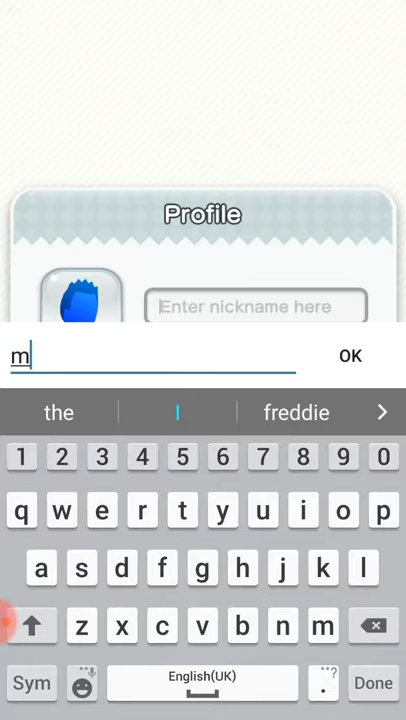 Profile
Enter nickname here
m
OK
the I freddie >
1 2 3 4 5 6 7 8 9 0
q w e r t y u i o p
a s d f g h j k l
z x c v b n m
Sym English(UK) . ...? Done